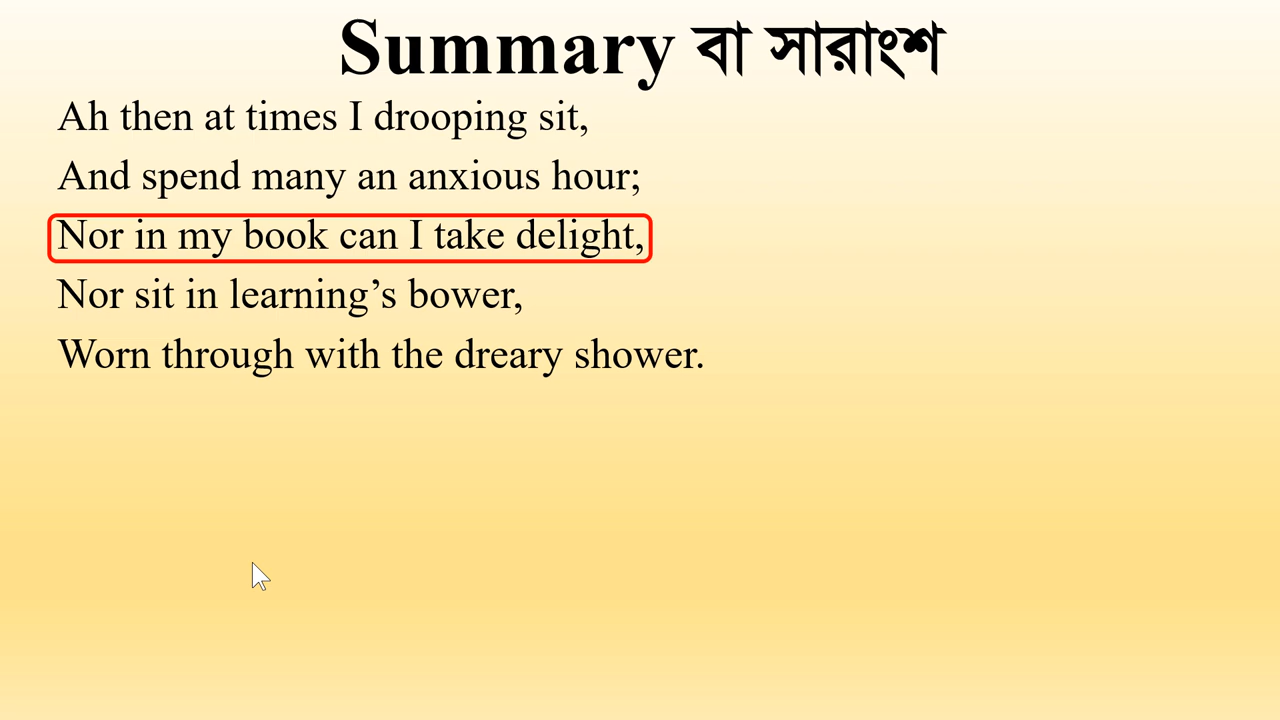 Summary বা সারাংশ
Ah then at times I drooping sit,
And spend many an anxious hour;
Nor in my book can I take delight,
Nor sit in learning’s bower,
Worn through with the dreary shower.